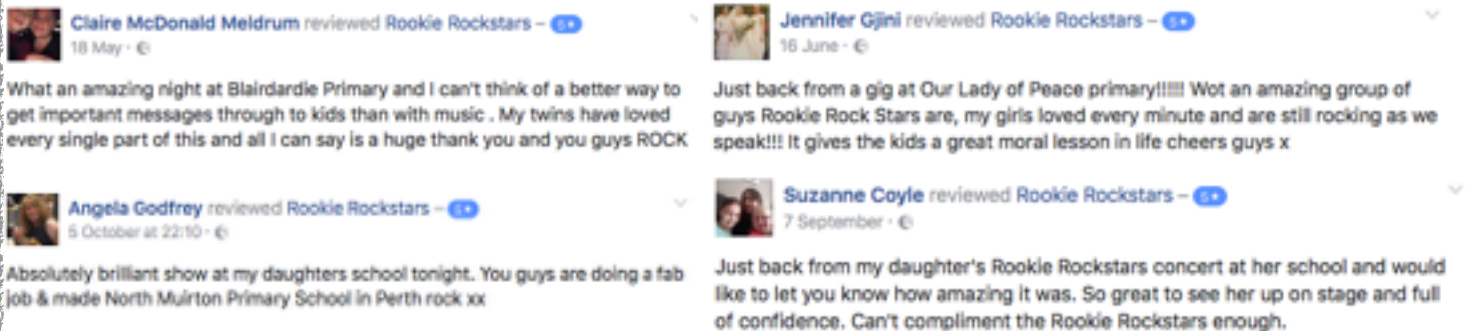 Claire McDonald Meldrum reviewed Rookie Rockstars – 5★
18 May ·
What an amazing night at Blairdardie Primary and I can't think of a better way to
get important messages through to kids than with music . My twins have loved
every single part of this and all I can say is a huge thank you and you guys ROCK
Angela Godfrey reviewed Rookie Rockstars – 5★
5 October at 22:10 ·
Absolutely brilliant show at my daughters school tonight. You guys are doing a fab
job & made North Muirton Primary School in Perth rock xx
Jennifer Gjini reviewed Rookie Rockstars – 5★
16 June ·
Just back from a gig at Our Lady of Peace primary!!!!!! Wot an amazing group of
guys Rookie Rock Stars are, my girls loved every minute and are still rocking as we
speak!!! It gives the kids a great moral lesson in life cheers guys x
Suzanne Coyle reviewed Rookie Rockstars – 5★
7 September ·
Just back from my daughter's Rookie Rockstars concert at her school and would
like to let you know how amazing it was. So great to see her up on stage and full
of confidence. Can't compliment the Rookie Rockstars enough.